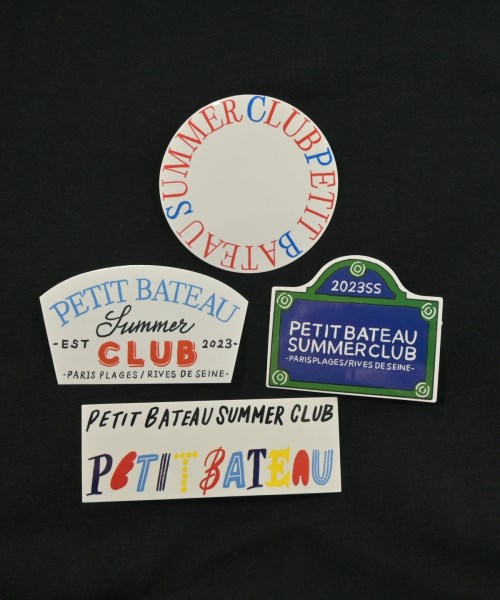 PETIT BATEAU SUMMER CLUB
PETIT BATEAU
Summer
-EST CLUB 2023-
-PARIS PLAGES/RIVES DE SEINE-
2023SS
PETIT BATEAU
SUMMER CLUB
-PARIS PLAGES/RIVES DE SEINE-
PETIT BATEAU SUMMER CLUB
PETIT BATEAU